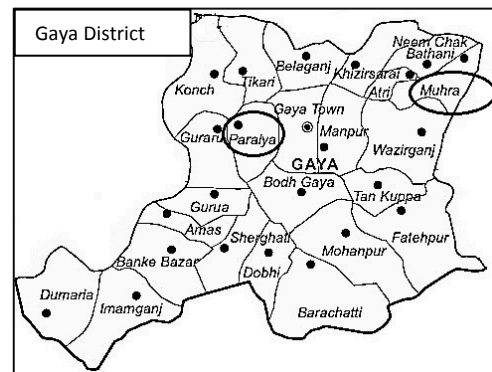 Gaya District
Neem Chak
Bathani
Belaganj
Khizirsarai
Tikari
Konch
Atri
Muhra
Gaya Town
Guraru
Paraiya
Manpur
Wazirganj
GAYA
Bodh Gaya
Tan Kuppa
Gurua
Amas
Sherghati
Mohanpur
Fatehpur
Banke Bazar
Dobhi
Dumaria
Imamganj
Barachatti